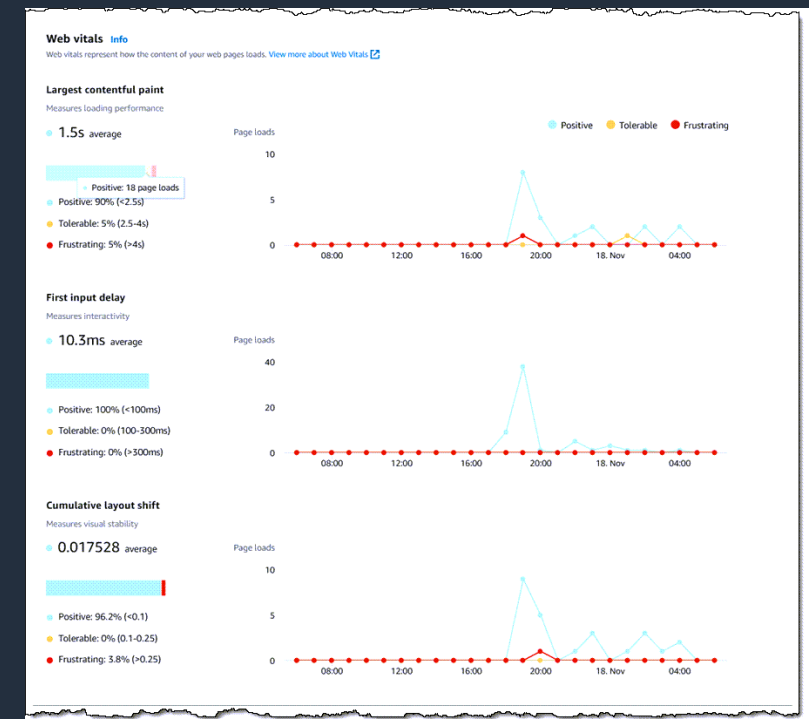 Web vitals Info
Web vitals represent how the content of your web pages loads. View more about Web Vitals
Largest contentful paint
Measures loading performance
1.5s average
Page loads
Positive Tolerable Frustrating
10
5
0
Positive: 18 page loads
Positive: 90% (<2.5s)
Tolerable: 5% (2.5-4s)
Frustrating: 5% (>4s)
08:00 12:00 16:00 20:00 18. Nov 04:00
First input delay
Measures interactivity
10.3ms average
Page loads
40
20
0
Positive: 100% (<100ms)
Tolerable: 0% (100-300ms)
Frustrating: 0% (>300ms)
08:00 12:00 16:00 20:00 18. Nov 04:00
Cumulative layout shift
Measures visual stability
0.017528 average
Page loads
10
5
0
Positive: 96.2% (<0.1)
Tolerable: 0% (0.1-0.25)
Frustrating: 3.8% (>0.25)
08:00 12:00 16:00 20:00 18. Nov 04:00